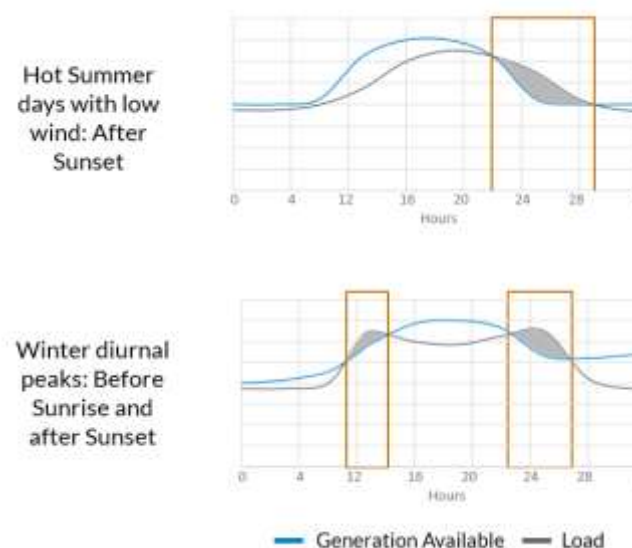 Hot Summer
days with low
wind: After
Sunset
0 4 12 16 20 24 28
Hours
Winter diurnal
peaks: Before
Sunrise and
after Sunset
0 4 12 16 20 24 28
Hours
Generation Available Load